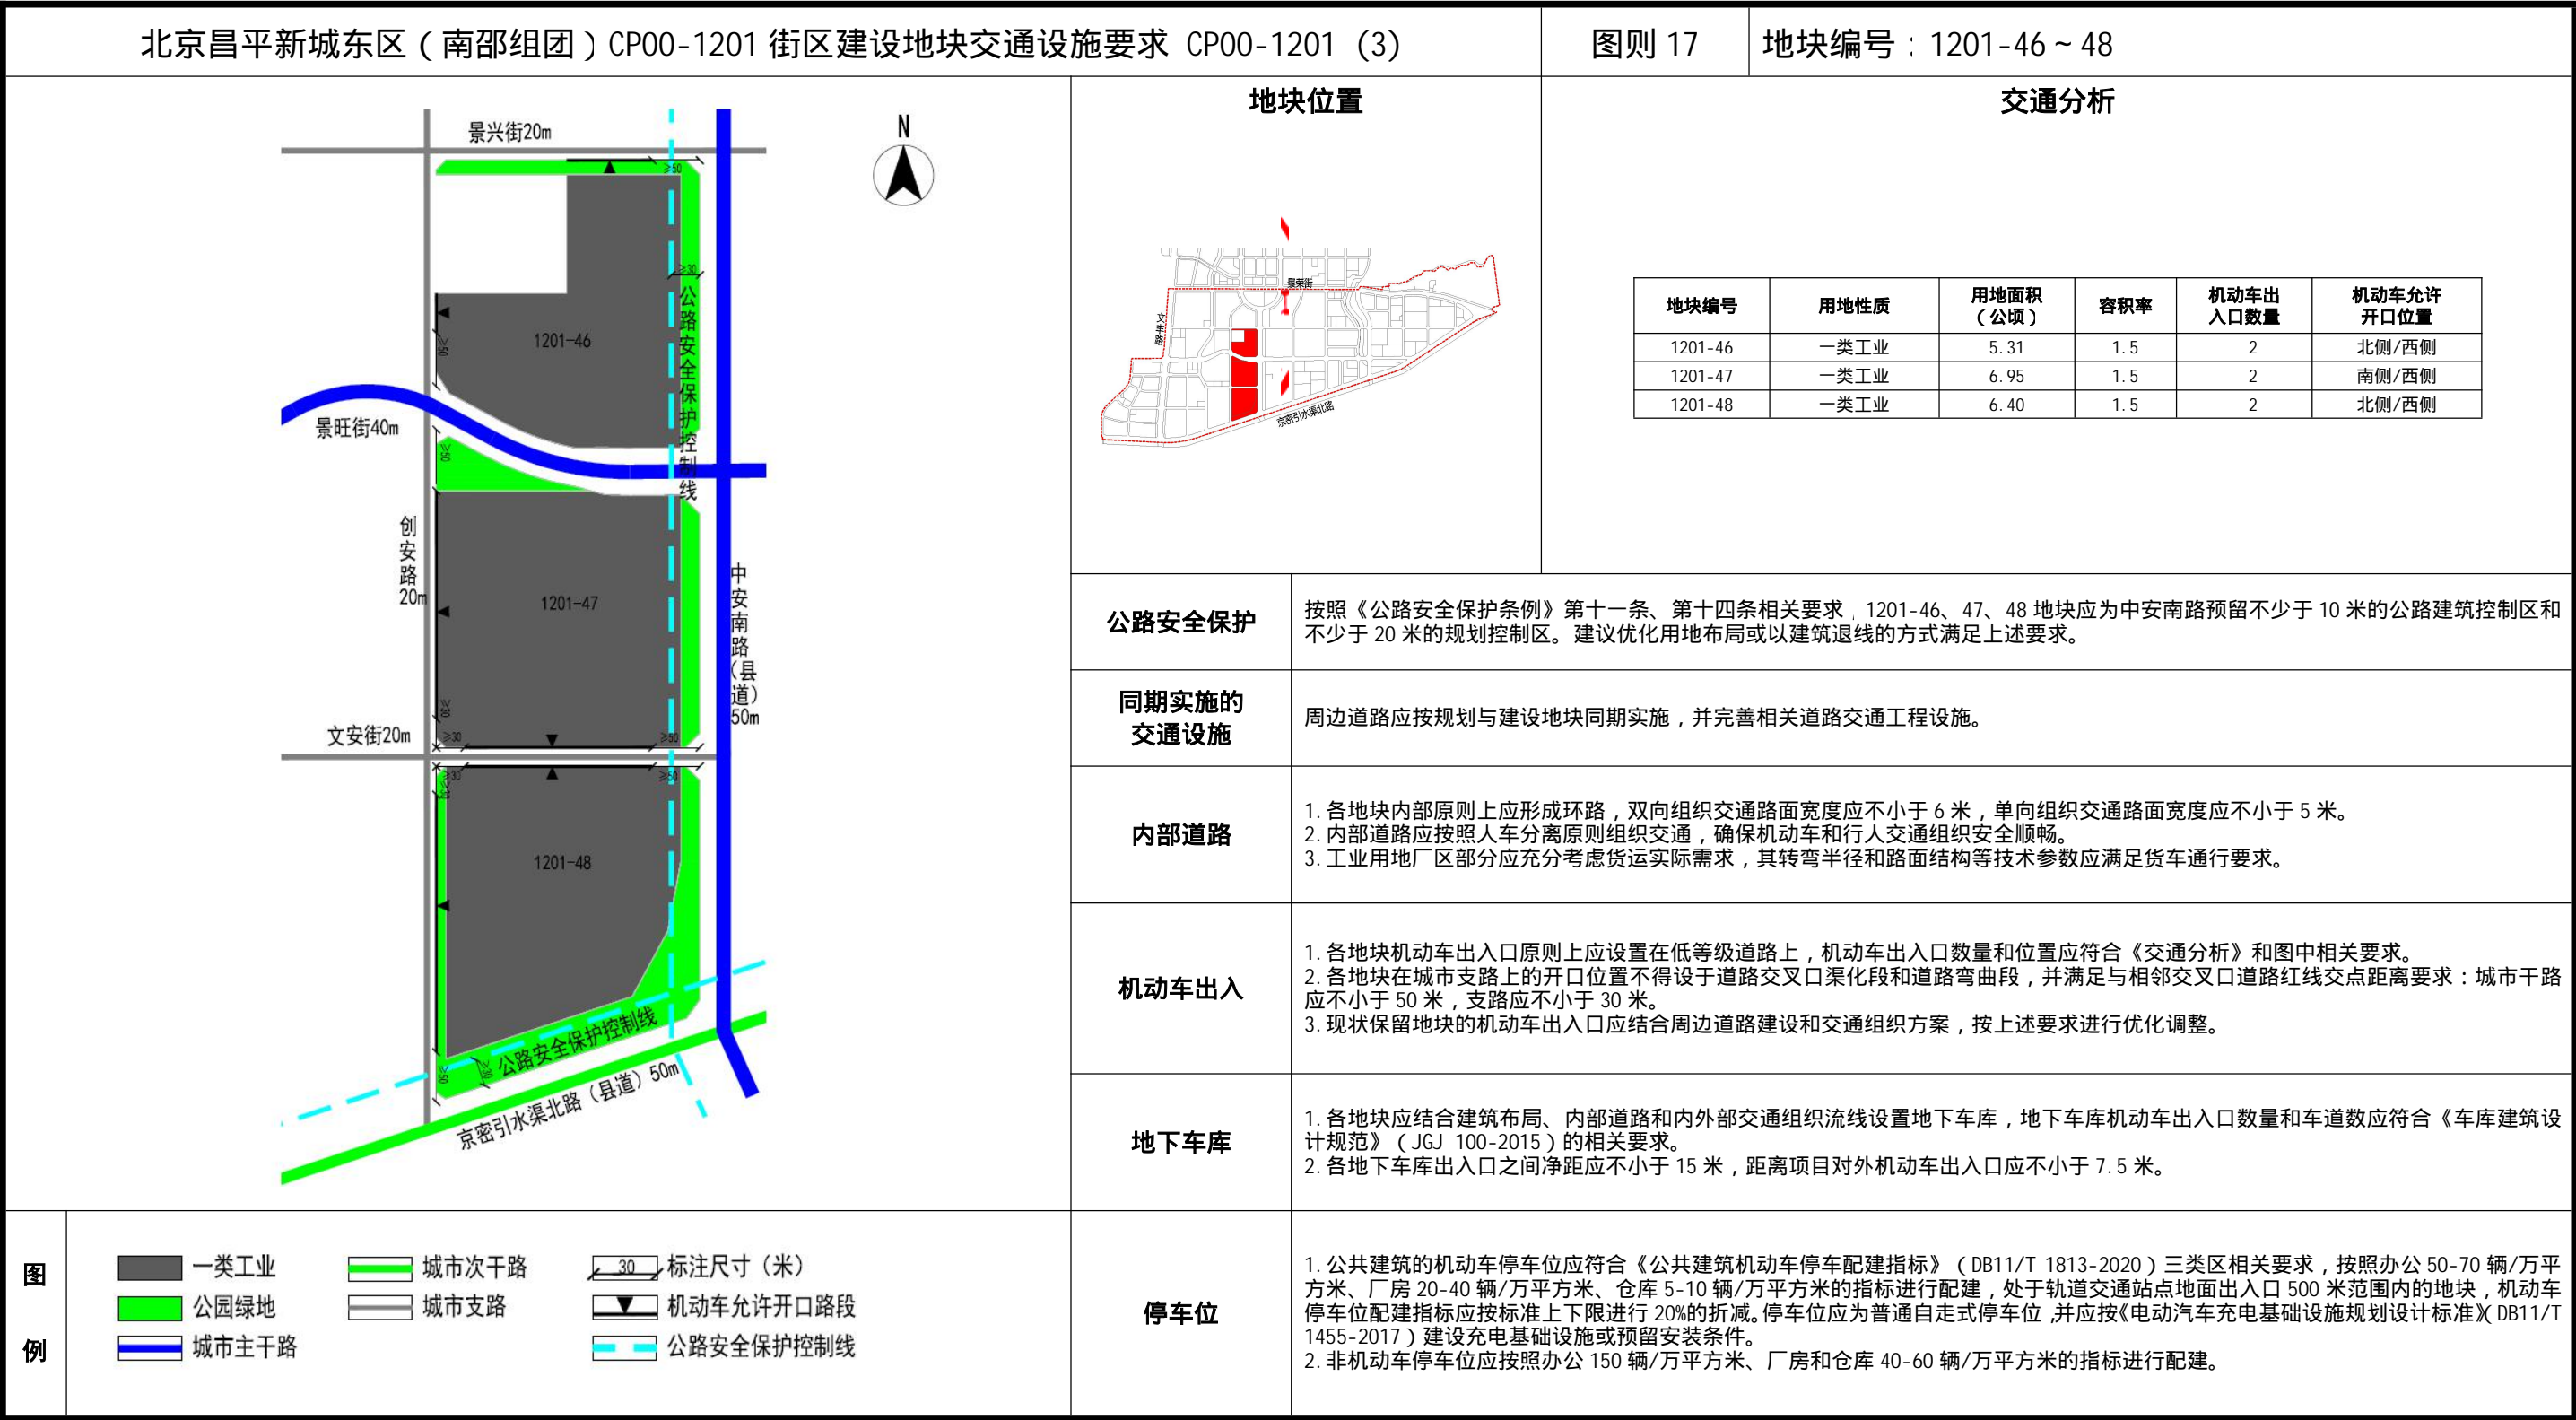 北京昌平新城东区（南邵组团）CP00-1201 街区建设地块交通设施要求 CP00-1201 (3)
图则 17
地块编号：1201-46～48
景兴街20m
N
≥50
≥30
公路安全保护控制线
1201-46
≥50
景旺街40m
≥50
创安路20m
1201-47
中安南路（县道）50m
≥30
文安街20m
≥30
≥50
≥30
≥50
≥30
1201-48
公路安全保护控制线
≥50
≥30
京密引水渠北路（县道）50m
地块位置
景荣街
文丰路
京密引水渠北路
交通分析
地块编号 用地性质 用地面积（公顷） 容积率 机动车出入口数量 机动车允许开口位置
1201-46 一类工业 5.31 1.5 2 北侧/西侧
1201-47 一类工业 6.95 1.5 2 南侧/西侧
1201-48 一类工业 6.40 1.5 2 北侧/西侧
公路安全保护
按照《公路安全保护条例》第十一条、第十四条相关要求，1201-46、47、48 地块应为中安南路预留不少于 10 米的公路建筑控制区和
不少于 20 米的规划控制区。建议优化用地布局或以建筑退线的方式满足上述要求。
同期实施的
交通设施
周边道路应按规划与建设地块同期实施，并完善相关道路交通工程设施。
内部道路
1.各地块内部原则上应形成环路，双向组织交通路面宽度应不小于 6 米，单向组织交通路面宽度应不小于 5 米。
2.内部道路应按照人车分离原则组织交通，确保机动车和行人交通组织安全顺畅。
3.工业用地厂区部分应充分考虑货运实际需求，其转弯半径和路面结构等技术参数应满足货车通行要求。
机动车出入
1.各地块机动车出入口原则上应设置在低等级道路上，机动车出入口数量和位置应符合《交通分析》和图中相关要求。
2.各地块在城市支路上的开口位置不得设于道路交叉口渠化段和道路弯曲段，并满足与相邻交叉口道路红线交点距离要求：城市干路
应不小于 50 米，支路应不小于 30 米。
3.现状保留地块的机动车出入口应结合周边道路建设和交通组织方案，按上述要求进行优化调整。
地下车库
1.各地块应结合建筑布局、内部道路和内外部交通组织流线设置地下车库，地下车库机动车出入口数量和车道数应符合《车库建筑设
计规范》（JGJ 100-2015）的相关要求。
2.各地下车库出入口之间净距应不小于 15 米，距离项目对外机动车出入口应不小于 7.5 米。
停车位
1.公共建筑的机动车停车位应符合《公共建筑机动车停车配建指标》（DB11/T 1813-2020）三类区相关要求，按照办公 50-70 辆/万平
方米、厂房 20-40 辆/万平方米、仓库 5-10 辆/万平方米的指标进行配建，处于轨道交通站点地面出入口 500 米范围内的地块，机动车
停车位配建指标应按标准上下限进行 20%的折减。停车位应为普通自走式停车位，并应按《电动汽车充电基础设施规划设计标准》（DB11/T
1455-2017）建设充电基础设施或预留安装条件。
2.非机动车停车位应按照办公 150 辆/万平方米、厂房和仓库 40-60 辆/万平方米的指标进行配建。
图例
一类工业
公园绿地
城市主干路
城市次干路
城市支路
30
标注尺寸（米）
机动车允许开口路段
公路安全保护控制线